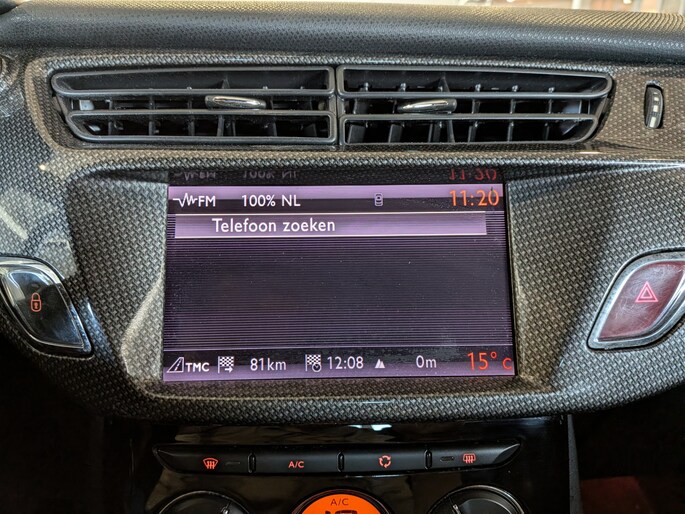 FM 100% NL 11:20
Telefoon zoeken
TMC 81km 12:08 0m 15°C
A/C
A/C